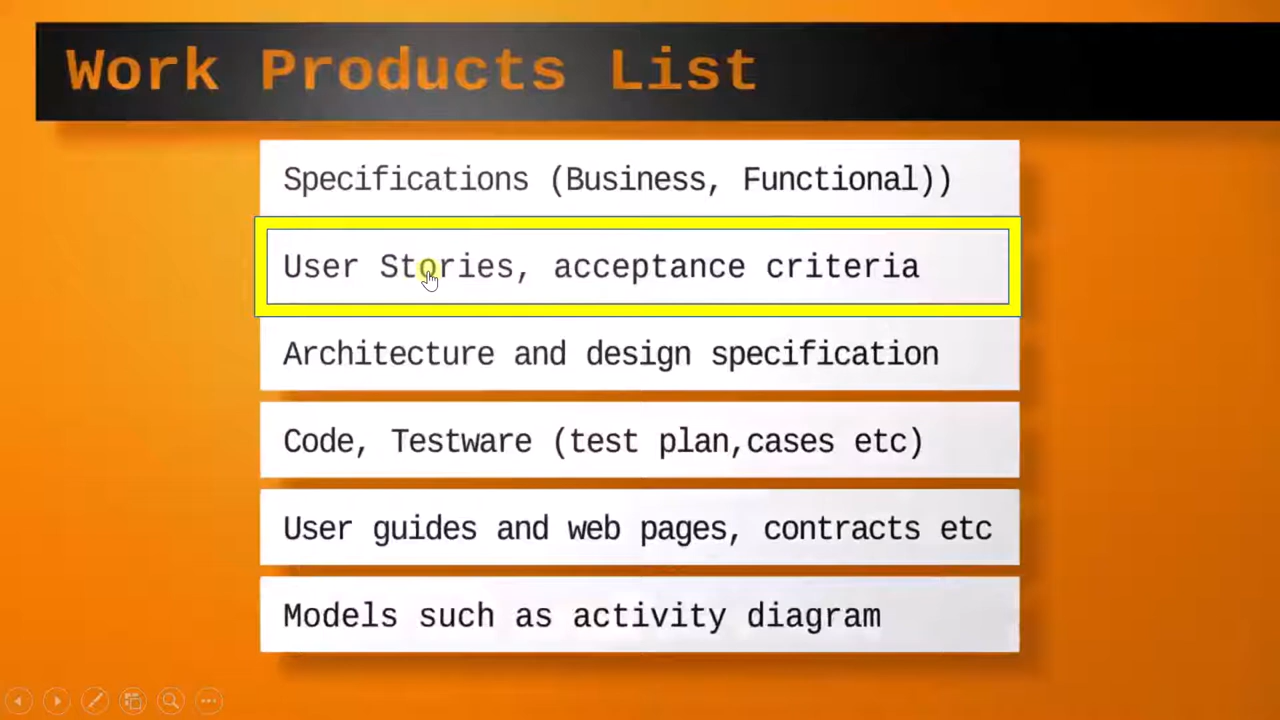 Work Products List
Specifications (Business, Functional))
User Stories, acceptance criteria
Architecture and design specification
Code, Testware (test plan,cases etc)
User guides and web pages, contracts etc
Models such as activity diagram